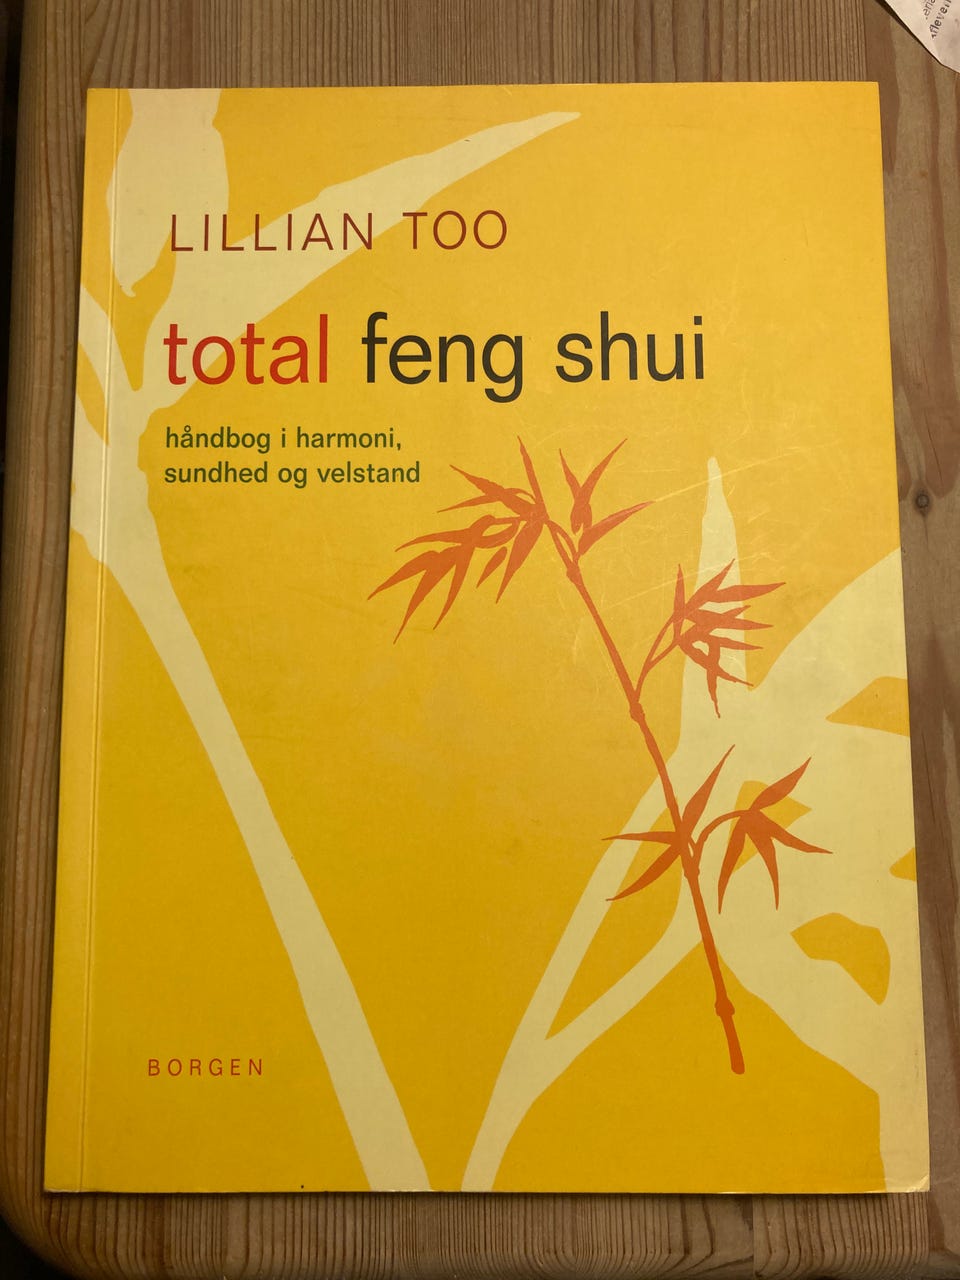 LILLIAN TOO
total feng shui
håndbog i harmoni,
sundhed og velstand
BORGEN